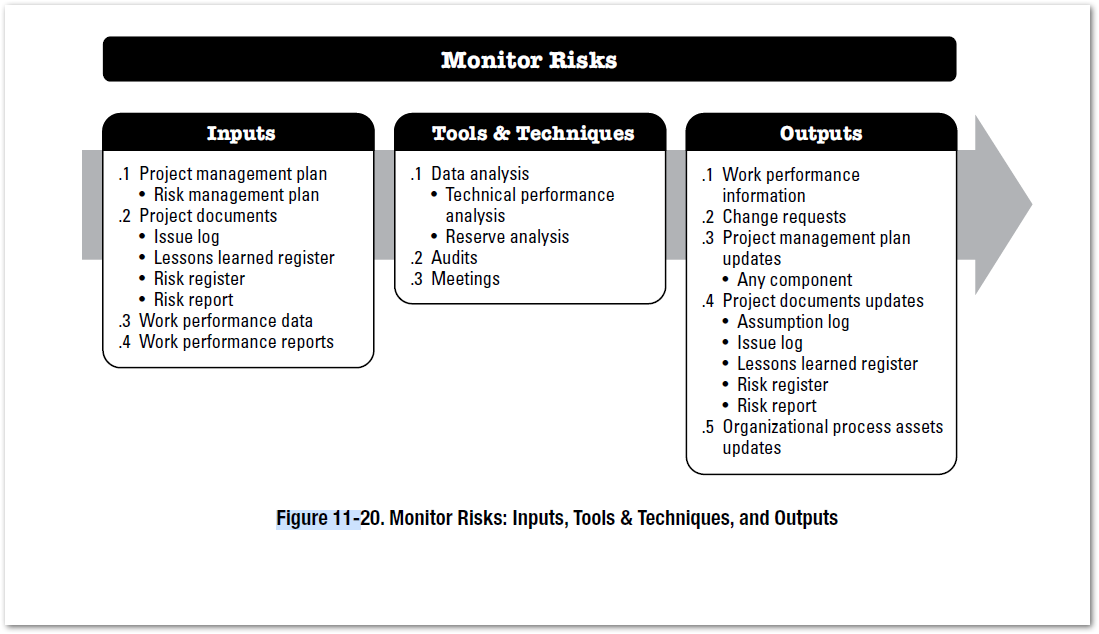 Monitor Risks
Inputs
.1 Project management plan
• Risk management plan
.2 Project documents
• Issue log
• Lessons learned register
• Risk register
• Risk report
.3 Work performance data
.4 Work performance reports
Tools & Techniques
.1 Data analysis
• Technical performance
analysis
• Reserve analysis
.2 Audits
.3 Meetings
Outputs
.1 Work performance
information
.2 Change requests
.3 Project management plan
updates
• Any component
.4 Project documents updates
• Assumption log
• Issue log
• Lessons learned register
• Risk register
• Risk report
.5 Organizational process assets
updates
Figure 11-20. Monitor Risks: Inputs, Tools & Techniques, and Outputs